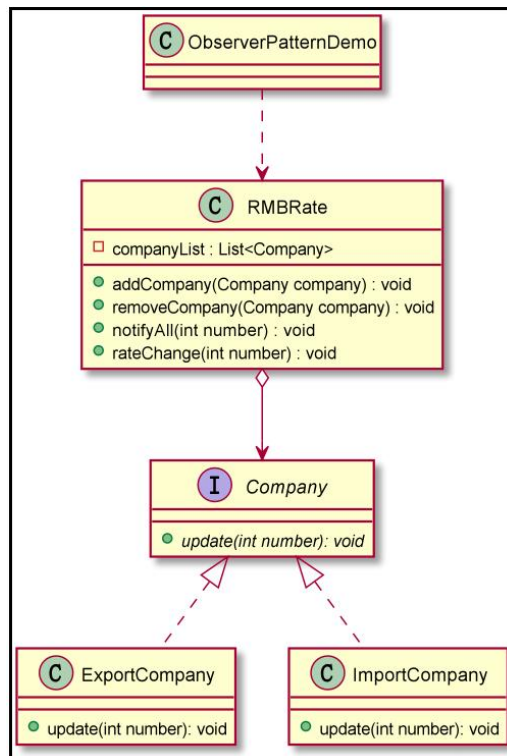 C ObserverPatternDemo
C RMBRate
companyList : List<Company>
addCompany(Company company) : void
removeCompany(Company company) : void
notifyAll(int number) : void
rateChange(int number) : void
I Company
update(int number): void
C ExportCompany
update(int number): void
C ImportCompany
update(int number): void